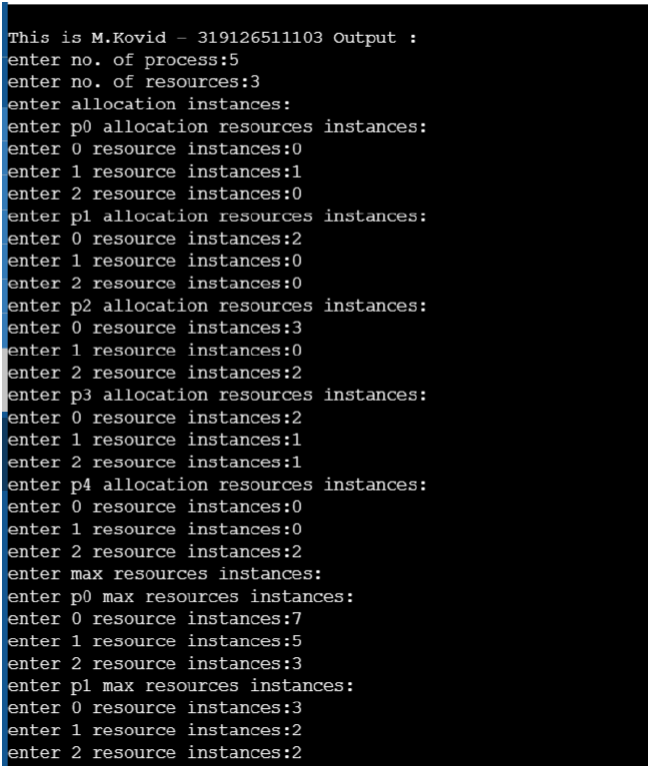 This is M.Kovid – 319126511103 Output :
enter no. of process:5
enter no. of resources:3
enter allocation instances:
enter p0 allocation resources instances:
enter 0 resource instances:0
enter 1 resource instances:1
enter 2 resource instances:0
enter p1 allocation resources instances:
enter 0 resource instances:2
enter 1 resource instances:0
enter 2 resource instances:0
enter p2 allocation resources instances:
enter 0 resource instances:3
enter 1 resource instances:0
enter 2 resource instances:2
enter p3 allocation resources instances:
enter 0 resource instances:2
enter 1 resource instances:1
enter 2 resource instances:1
enter p4 allocation resources instances:
enter 0 resource instances:0
enter 1 resource instances:0
enter 2 resource instances:2
enter max resources instances:
enter p0 max resources instances:
enter 0 resource instances:7
enter 1 resource instances:5
enter 2 resource instances:3
enter p1 max resources instances:
enter 0 resource instances:3
enter 1 resource instances:2
enter 2 resource instances:2